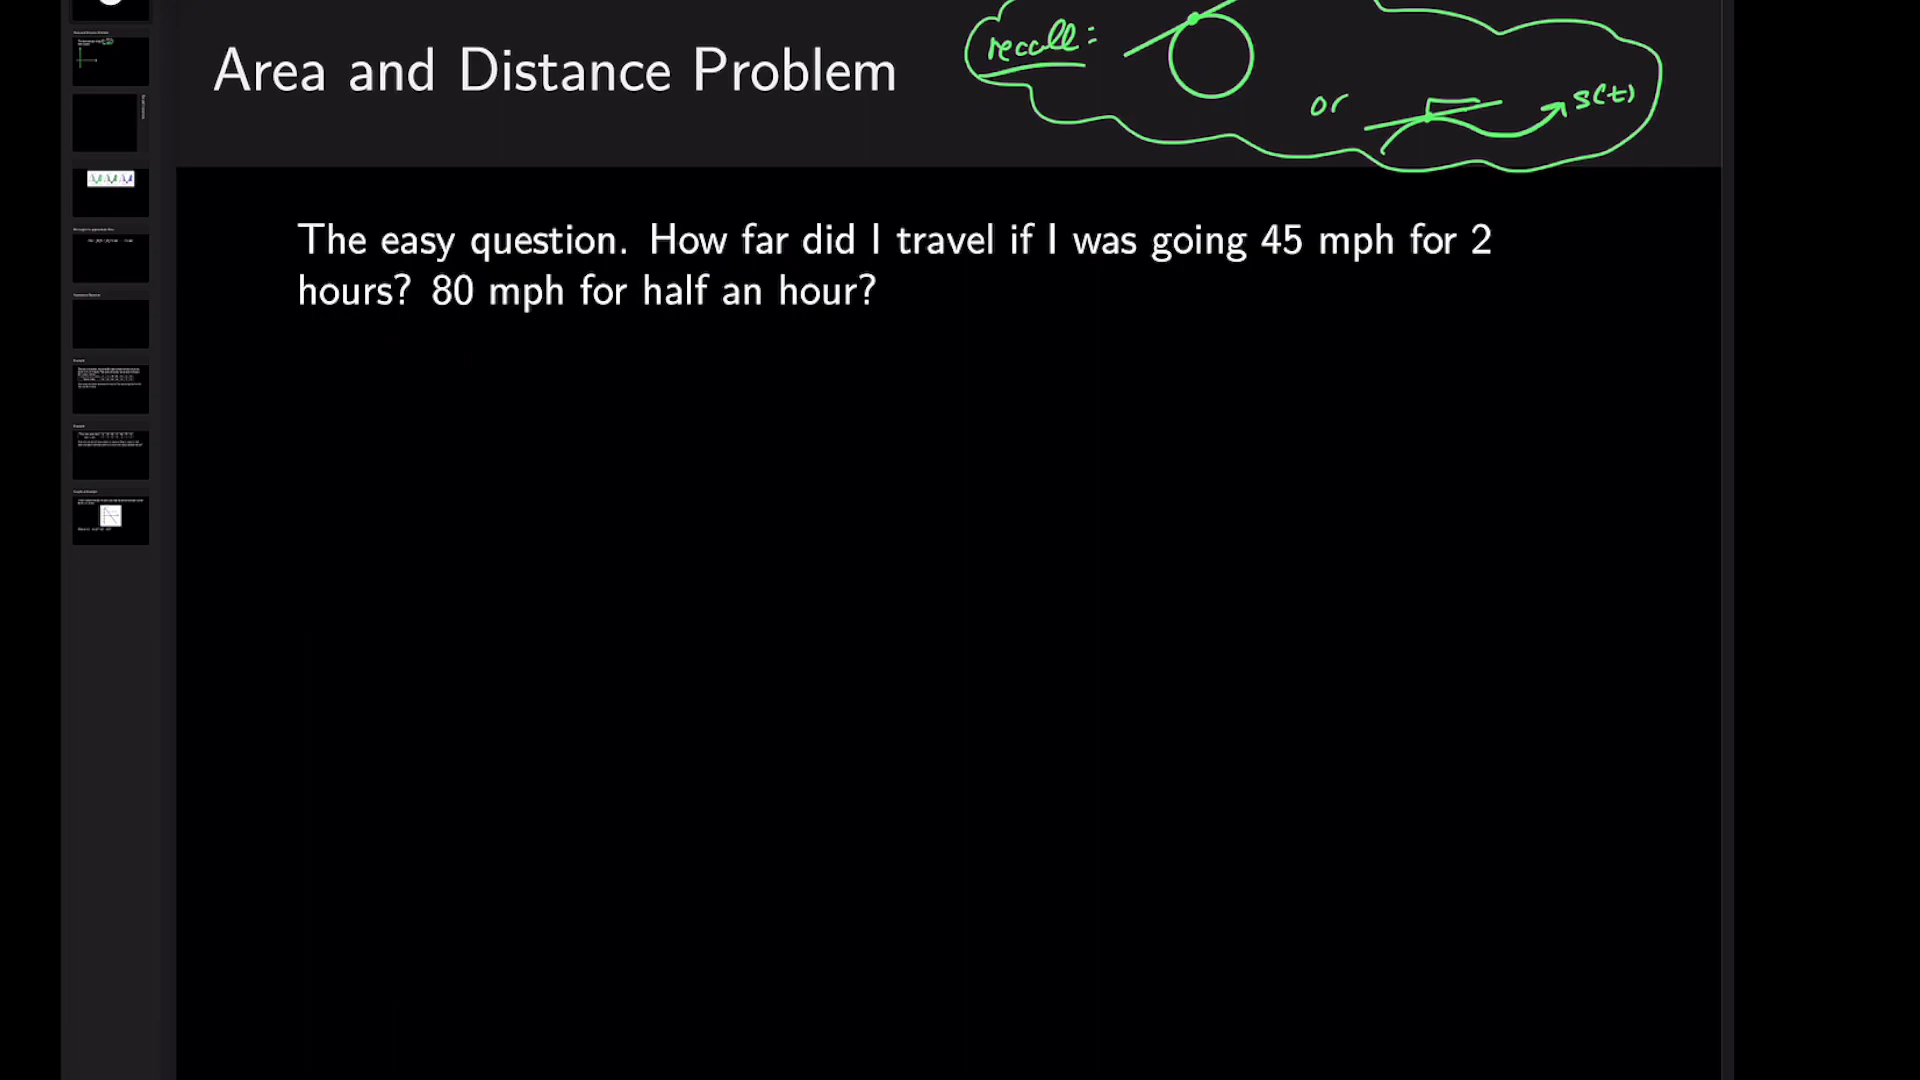 Area and Distance Problem
recall:
or
s(t)
The easy question. How far did I travel if I was going 45 mph for 2
hours? 80 mph for half an hour?